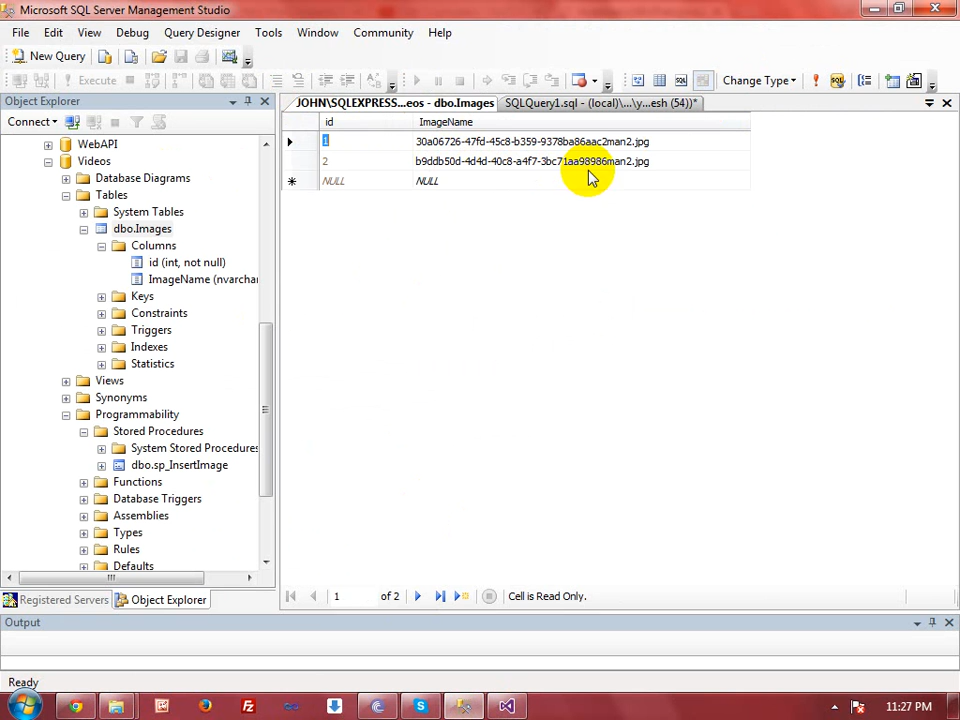 Microsoft SQL Server Management Studio
File Edit View Debug Query Designer Tools Window Community Help
New Query
Execute Change Type
Object Explorer
JOHN\SQLEXPRESS...eos - dbo.Images SQLQuery1.sql - (local)\...\y...esh (54))*
Connect
id ImageName
1 30a06726-47fd-45c8-b359-9378ba86aac2man2.jpg
2 b9ddb50d-4d4d-40c8-a4f7-3bc71aa98986man2.jpg
NULL NULL
WebAPI
Videos
Database Diagrams
Tables
System Tables
dbo.Images
Columns
id (int, not null)
ImageName (nvarcha
Keys
Constraints
Triggers
Indexes
Statistics
Views
Synonyms
Programmability
Stored Procedures
System Stored Procedures
dbo.sp_InsertImage
Functions
Database Triggers
Assemblies
Types
Rules
Defaults
1 of 2 Cell is Read Only.
Registered Servers Object Explorer
Output
Ready
11:27 PM